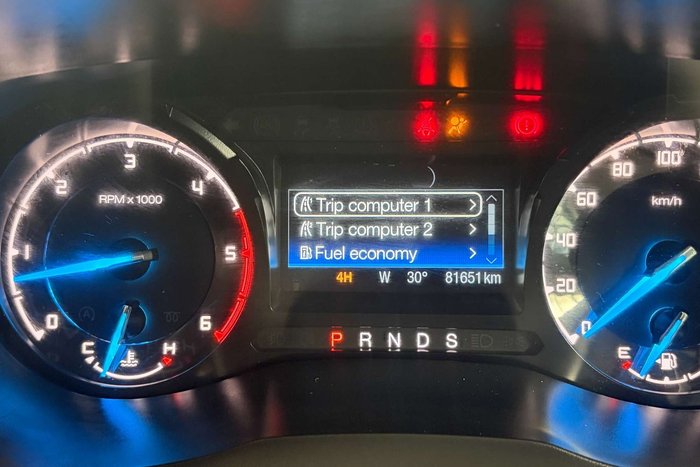 0 1 2 3 4 5 6
RPM x 1000
C H
Trip computer 1
Trip computer 2
Fuel economy
4H W 30° 81651 km
P R N D S
0 20 40 60 80 100
km/h
E